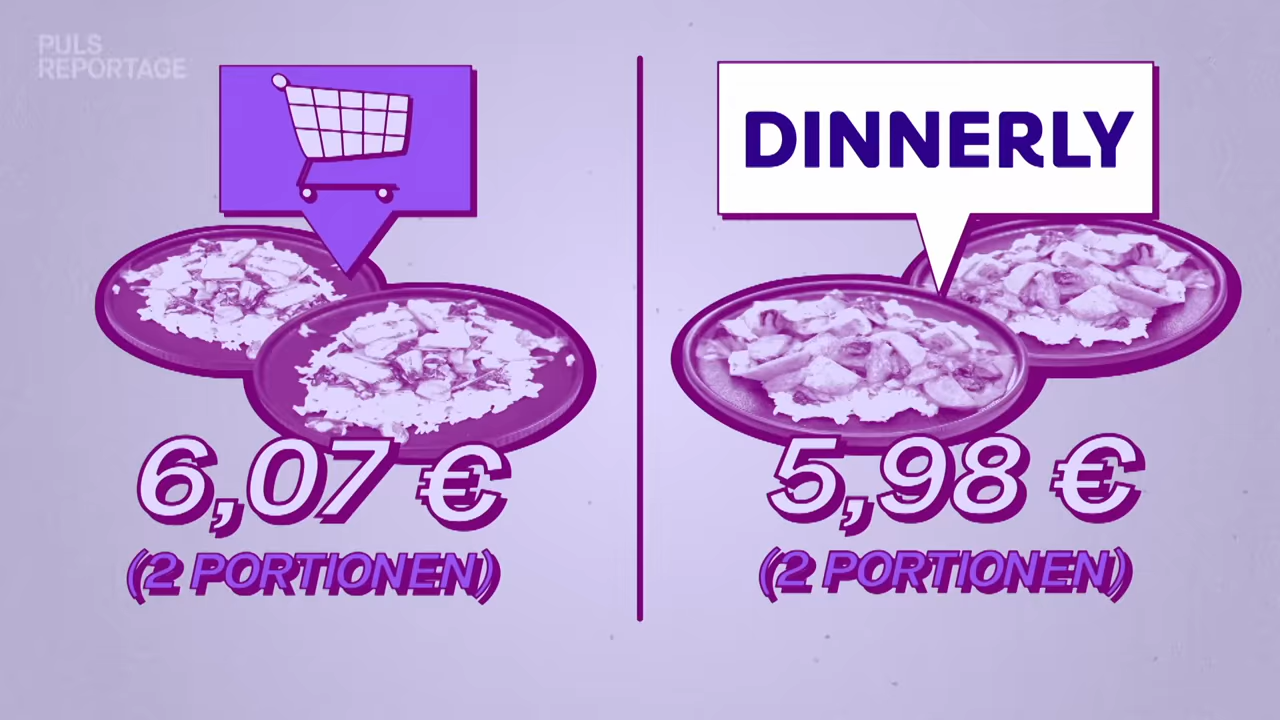 PULS
REPORTAGE
6,07 €
(2 PORTIONEN)
DINNERLY
5,98 €
(2 PORTIONEN)